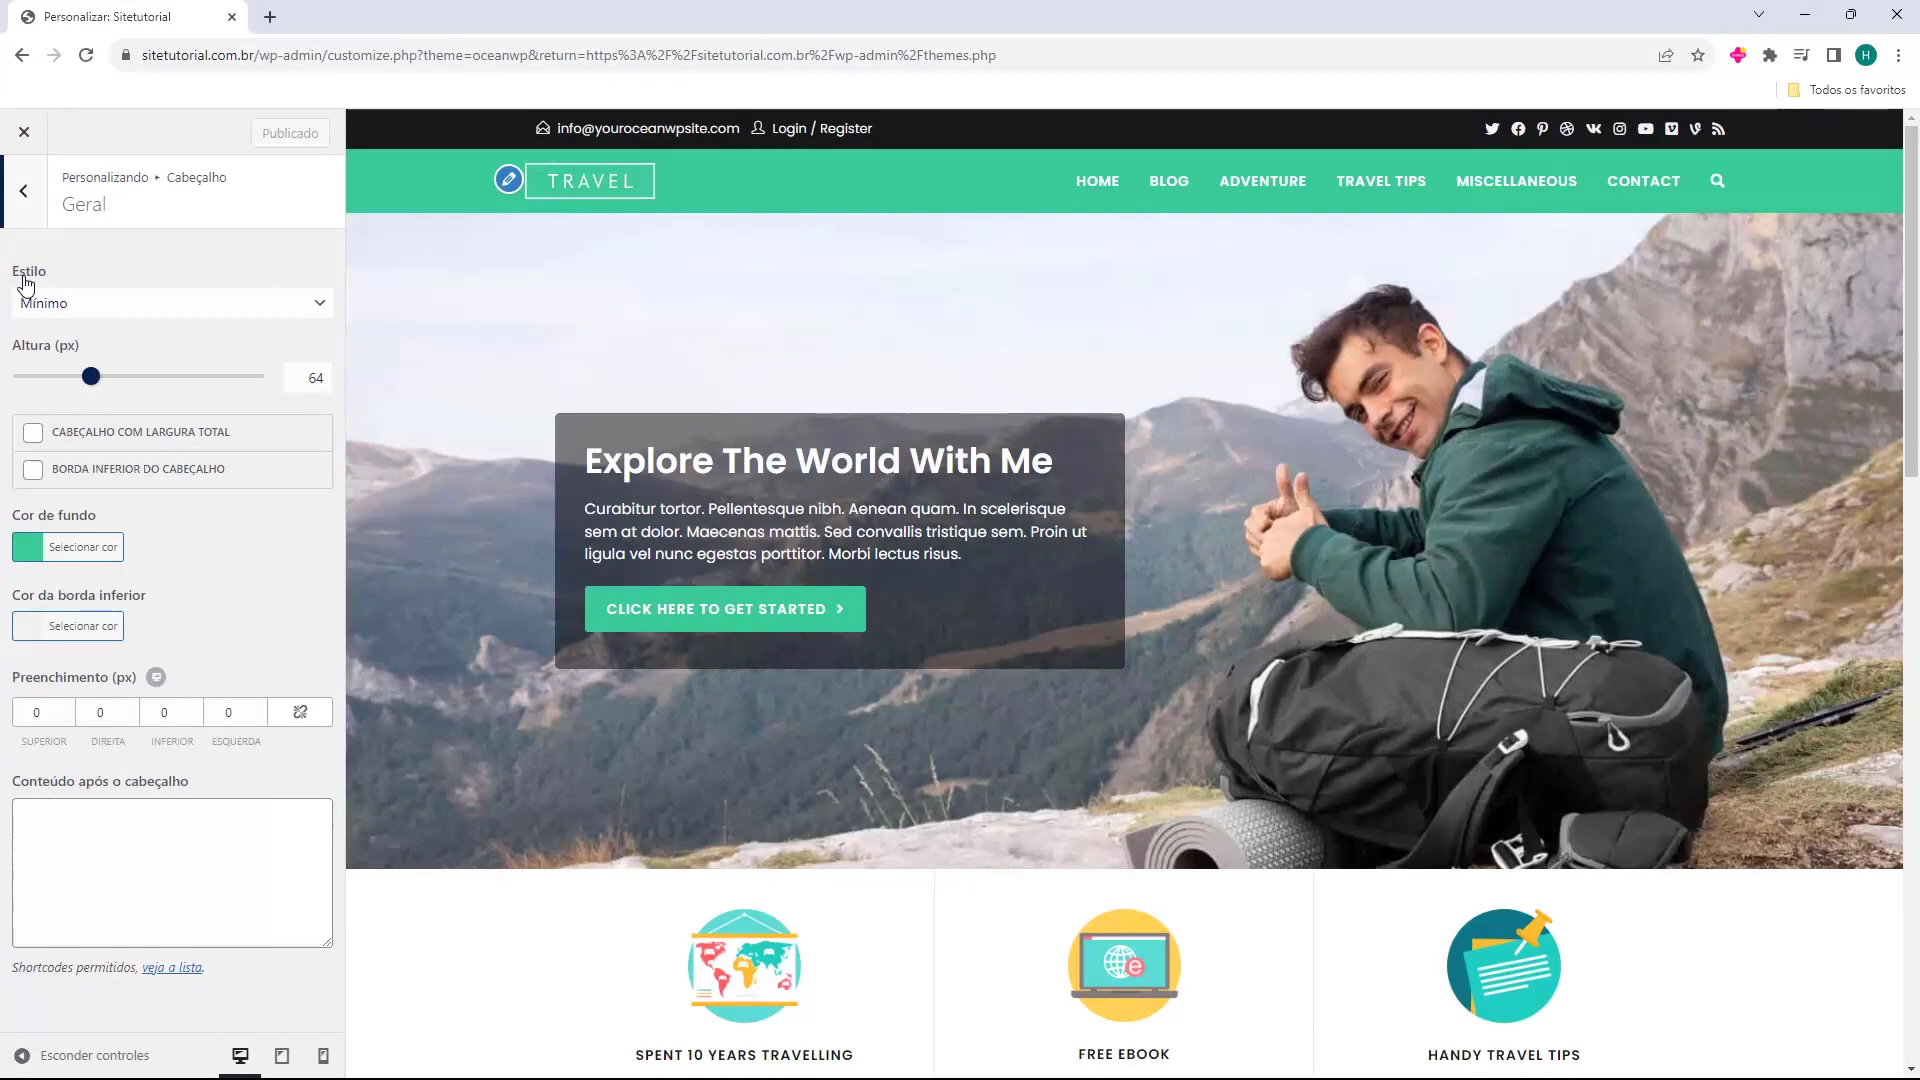 Personalizar: Sitetutorial
sitetutorial.com.br/wp-admin/customize.php?theme=oceanwp&return=https%3A%2F%2Fsitetutorial.com.br%2Fwp-admin%2Fthemes.php
H
Todos os favoritos
Publicado
Personalizando ▸ Cabeçalho
Geral
Estilo
Mínimo
Altura (px)
64
CABEÇALHO COM LARGURA TOTAL
BORDA INFERIOR DO CABEÇALHO
Cor de fundo
Selecionar cor
Cor da borda inferior
Selecionar cor
Preenchimento (px)
0 0 0 0
SUPERIOR DIREITA INFERIOR ESQUERDA
Conteúdo após o cabeçalho
Shortcodes permitidos, veja a lista.
Esconder controles
info@youroceanwpsite.com Login / Register
TRAVEL
HOME BLOG ADVENTURE TRAVEL TIPS MISCELLANEOUS CONTACT
Explore The World With Me
Curabitur tortor. Pellentesque nibh. Aenean quam. In scelerisque
sem at dolor. Maecenas mattis. Sed convallis tristique sem. Proin ut
ligula vel nunc egestas porttitor. Morbi lectus risus.
CLICK HERE TO GET STARTED
e
SPENT 10 YEARS TRAVELLING
FREE EBOOK
HANDY TRAVEL TIPS